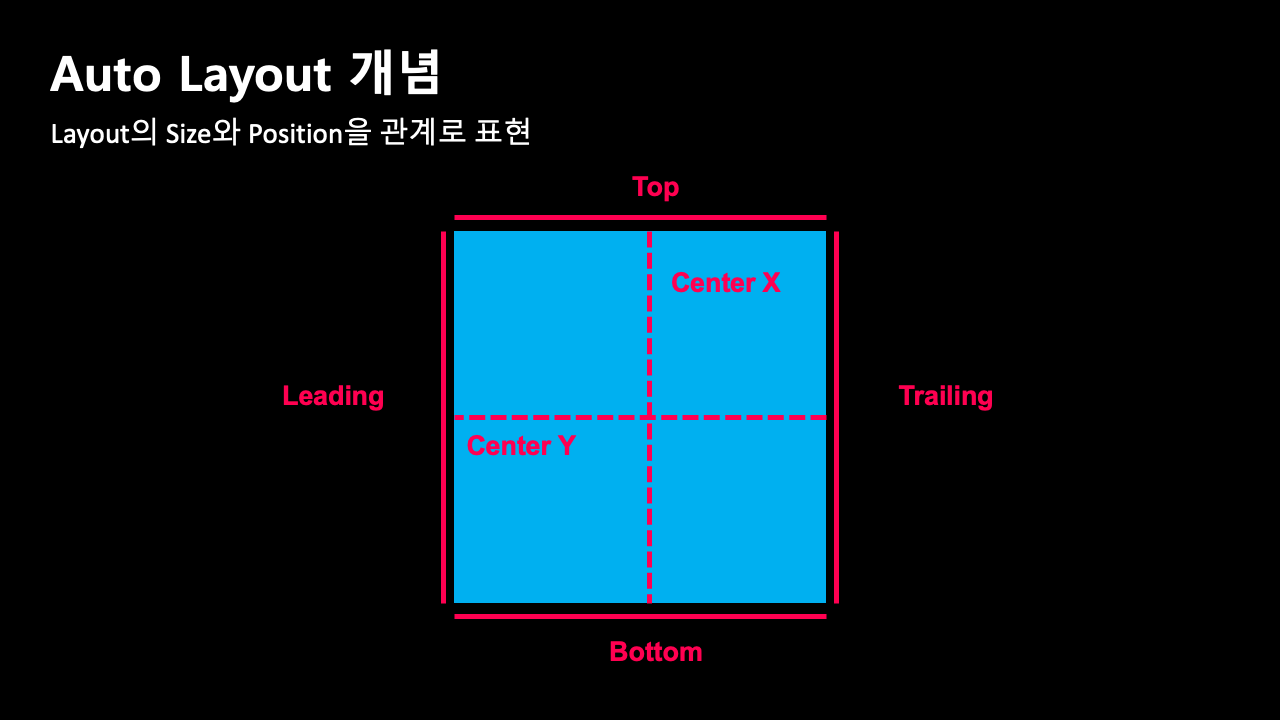 Auto Layout 개념
Layout의 Size와 Position을 관계로 표현
Top
Center X
Leading
Trailing
Center Y
Bottom